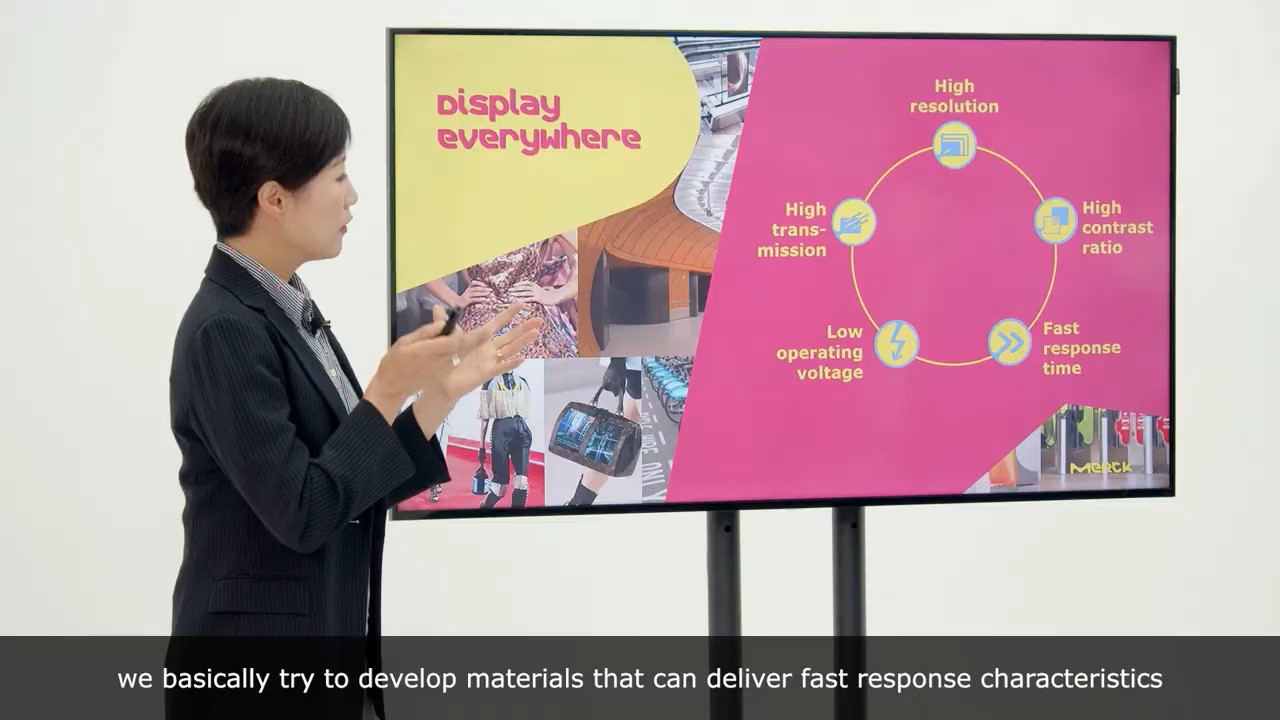 Display
everywhere
High
resolution
High
contrast
ratio
Fast
response
time
Low
operating
voltage
High
trans-
mission
MERCK
ONLY
we basically try to develop materials that can deliver fast response characteristics